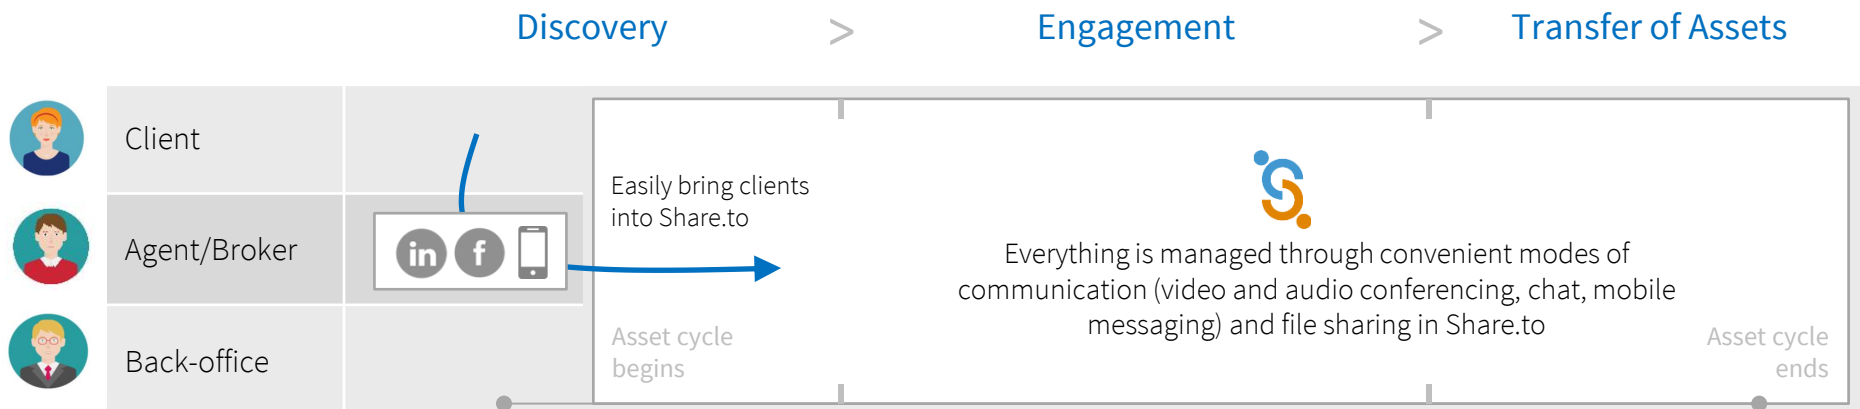 Discovery > Engagement > Transfer of Assets
Client
Easily bring clients
into Share.to
Agent/Broker
in f
Everything is managed through convenient modes of
communication (video and audio conferencing, chat, mobile
messaging) and file sharing in Share.to
Back-office
Asset cycle
begins
Asset cycle
ends